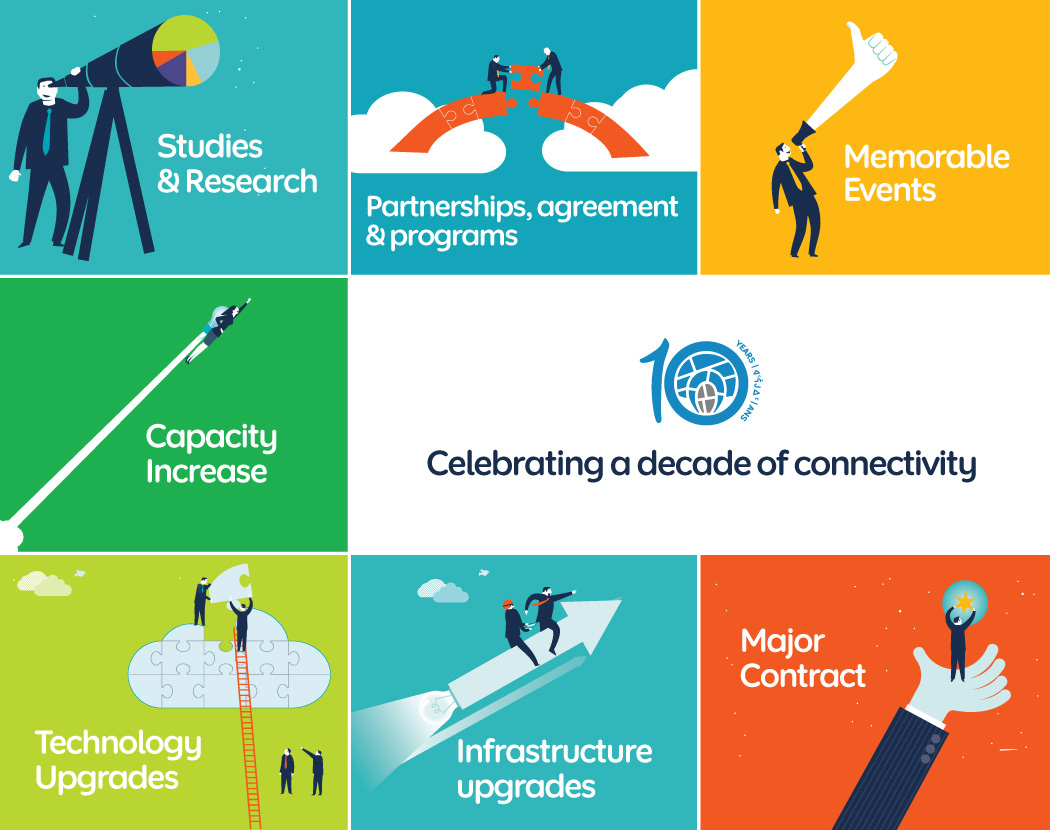 Studies
& Research
Partnerships, agreement
& programs
Memorable
Events
Capacity
Increase
10
YEARS | | ANS
Celebrating a decade of connectivity
Technology
Upgrades
Infrastructure
upgrades
Major
Contract